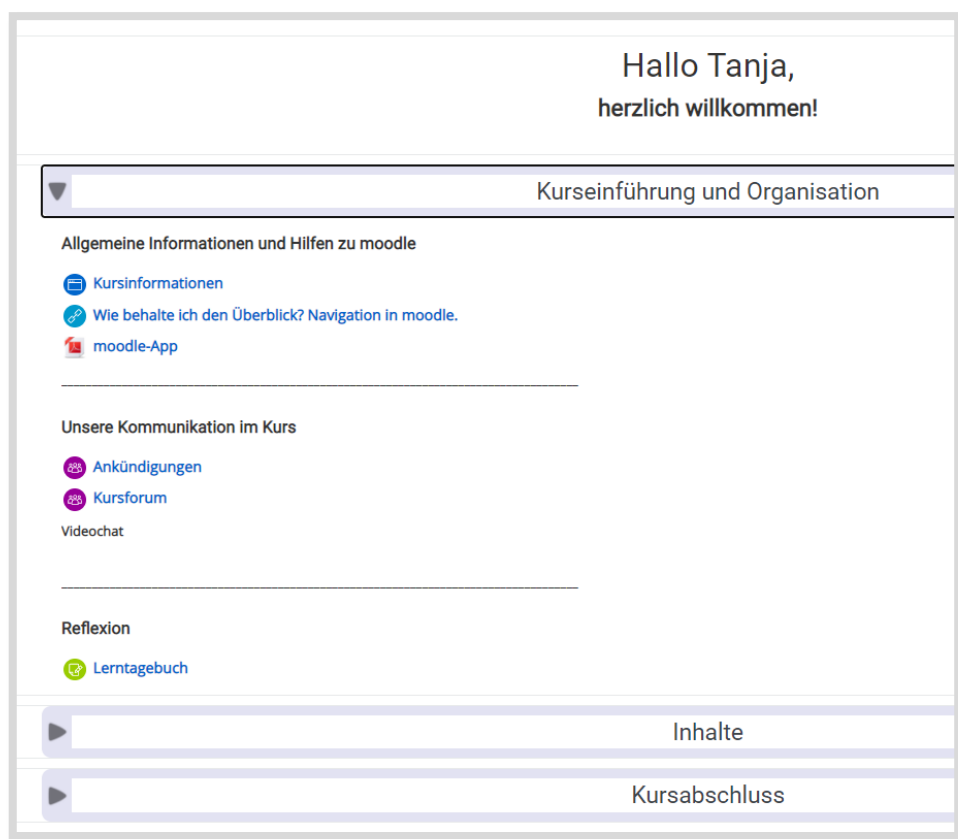 Hallo Tanja,
herzlich willkommen!
Kurseinführung und Organisation
Allgemeine Informationen und Hilfen zu moodle
Kursinformationen
Wie behalte ich den Überblick? Navigation in moodle.
moodle-App
Unsere Kommunikation im Kurs
Ankündigungen
Kursforum
Videochat
Reflexion
Lerntagebuch
Inhalte
Kursabschluss